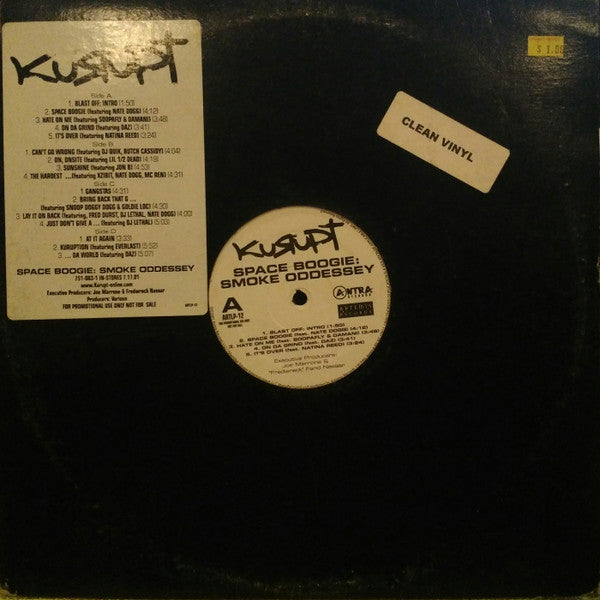 KURUPT
Side A
1. BLAST OFF: INTRO (1:50)
2. SPACE BOOGIE (featuring NATE DOGG) (4:12)
3. HATE ON ME (featuring SOOPAFLY & DAMANI) (3:48)
4. ON DA GRIND (featuring DAZ) (3:41)
5. IT'S OVER (featuring NATINA REED) (3:24)
Side B
1. CAN'T GO WRONG (featuring DJ QUIK, BUTCH CASSIDY) (4:04)
2. ON, ONSITE (featuring LIL 1/2 DEAD) (4:19)
3. SUNSHINE (featuring JON B) (4:53)
4. THE HARDEST ...(featuring XZIBIT, NATE DOGG, MC REN) (4:31)
Side C
1. GANGSTAS (4:31)
2. BRING BACK THAT G ...
(featuring SNOOP DOGGY DOGG & GOLDIE LOC) (4:30)
3. LAY IT ON BACK (featuring, FRED DURST, DJ LETHAL, NATE DOGG) (4:00)
4. JUST DON'T GIVE A ... (featuring DJ LETHAL) (5:03)
Side D
1. AT IT AGAIN (3:33)
2. KURUPTION (featuring EVERLAST) (5:52)
3. ... DA WORLD (featuring DAZ) (5:07)
SPACE BOOGIE: SMOKE ODDESSEY
751-083-1 IN-STORES 7.17.01
www.Kurupt-online.com
Executive Producers: Joe Marrone & Frederick Nassar
Producers: Various
FOR PROMOTIONAL USE ONLY NOT FOR SALE
ARTLP-12
$ 1.00
CLEAN VINYL
KURUPT
SPACE BOOGIE:
SMOKE ODDESSEY
A
ARTLP-12
ANTRA
RECORDS
ARTEMIS
RECORDS
1. BLAST OFF: INTRO (1:50)
2. SPACE BOOGIE (feat. NATE DOGG) (4:12)
3. HATE ON ME (feat. SOOPAFLY & DAMANI) (3:48)
4. ON DA GRIND (feat. DAZ) (3:41)
5. IT'S OVER (feat. NATINA REED) (3:24)
Executive Producers:
Joe Marrone &
"Frederick" Farid Nassar